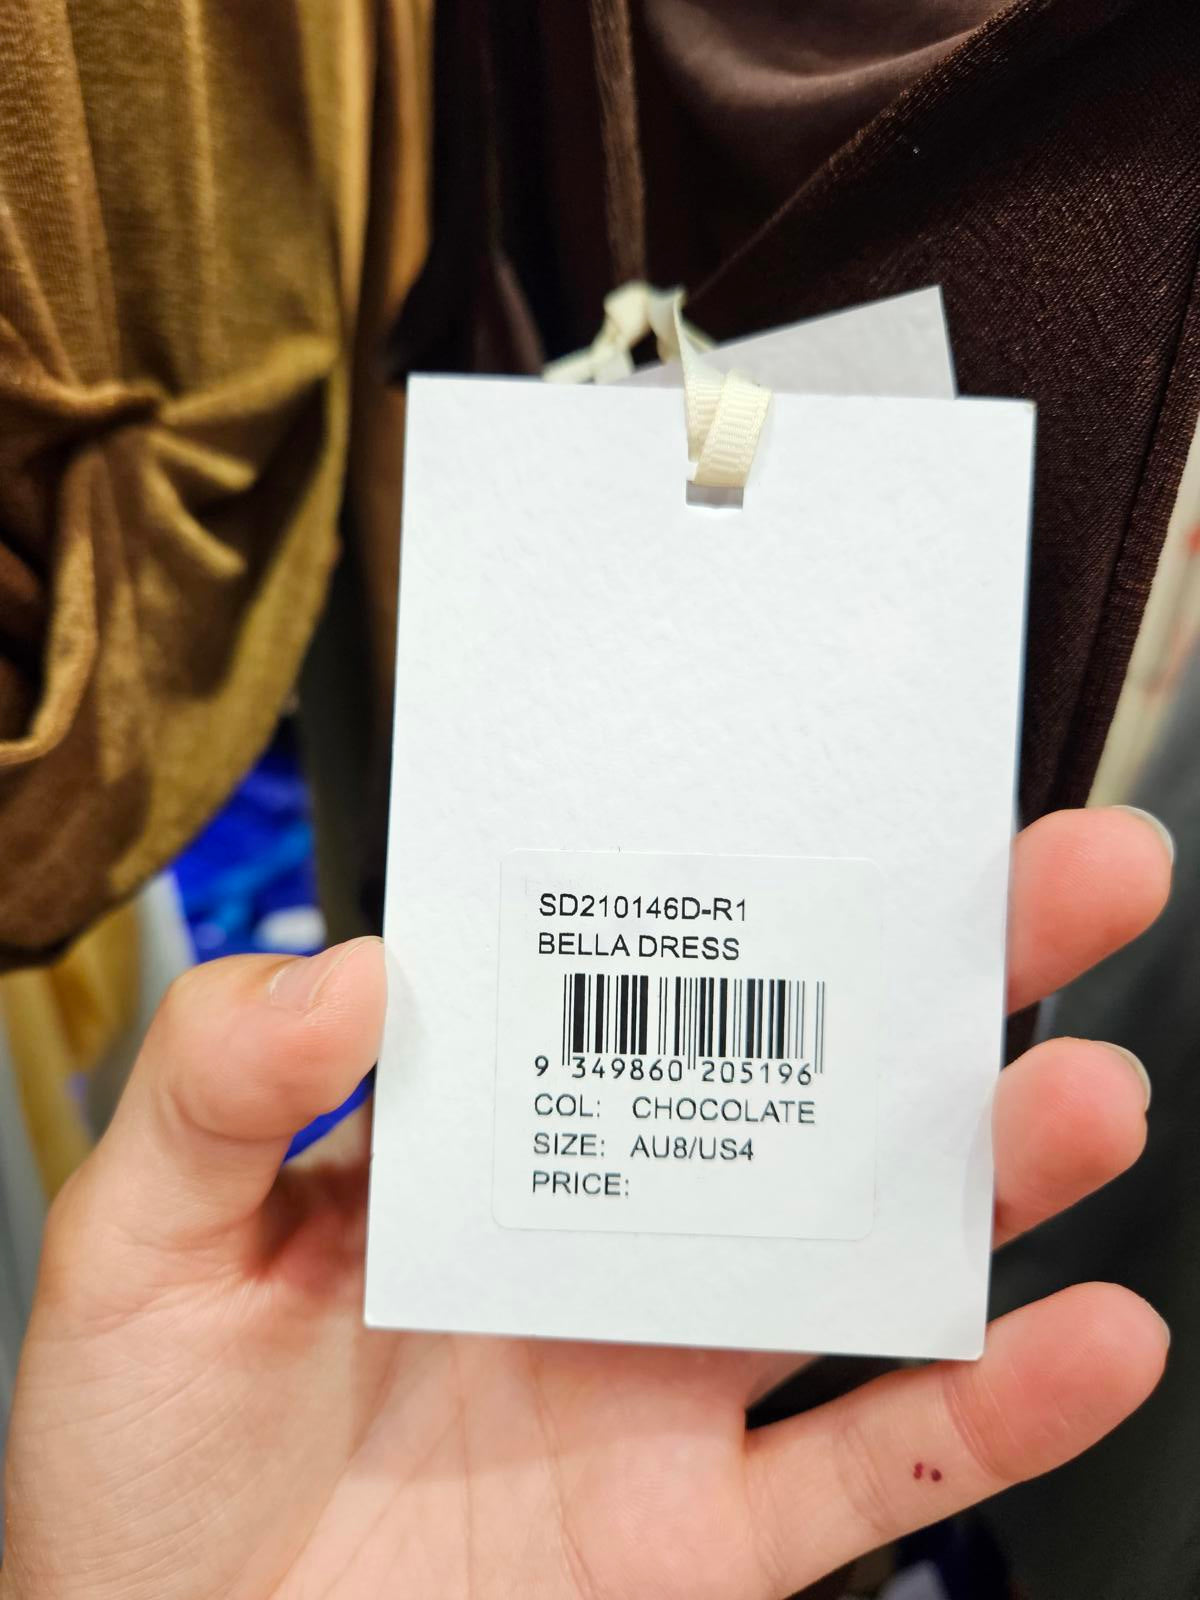 SD210146D-R1
BELLA DRESS
9 349860 205196
COL: CHOCOLATE
SIZE: AU8/US4
PRICE: